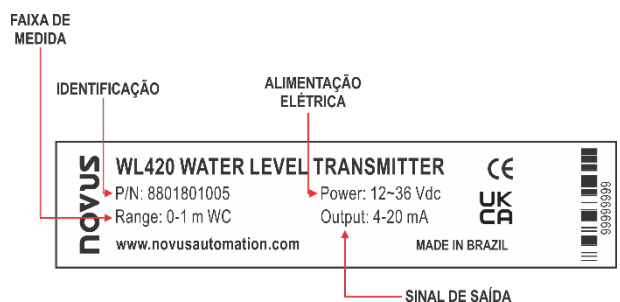 FAIXA DE
MEDIDA
IDENTIFICAÇÃO
ALIMENTAÇÃO
ELÉTRICA
novus
WL420 WATER LEVEL TRANSMITTER
P/N: 8801801005
Power: 12~36 Vdc
Range: 0-1 m WC
Output: 4-20 mA
www.novusautomation.com
MADE IN BRAZIL
CE
UK
CA
99999999
SINAL DE SAÍDA